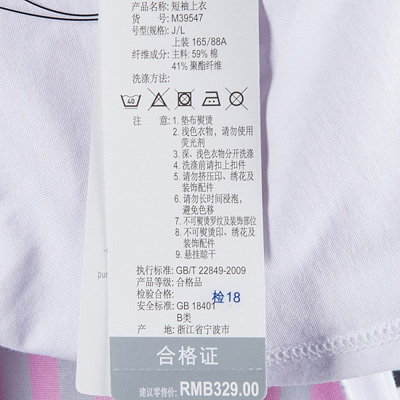 产品名称: 短袖上衣
货 号: M39547
号型(规格): J/L
上装 165/88A
纤维成分: 主料: 59% 棉
41% 聚酯纤维
洗涤方法:
40
注 意: 1. 垫布熨烫
2. 浅色衣物, 请勿使用
荧光剂
3. 深、浅色衣物分开洗涤
4. 洗涤前请扣上扣件
5. 请勿挤压印、绣花及
装饰配件
6. 请勿长时间浸泡,
避免色移
7. 不可熨烫罗纹及装饰部位
8. 不可熨烫印、绣花及
装饰配件
9. 悬挂晾干
执行标准: GB/T 22849-2009
产品等级: 合格品
检验合格: 检18
安全标准: GB 18401
B类
产 地: 浙江省宁波市
合格证
建议零售价: RMB329.00